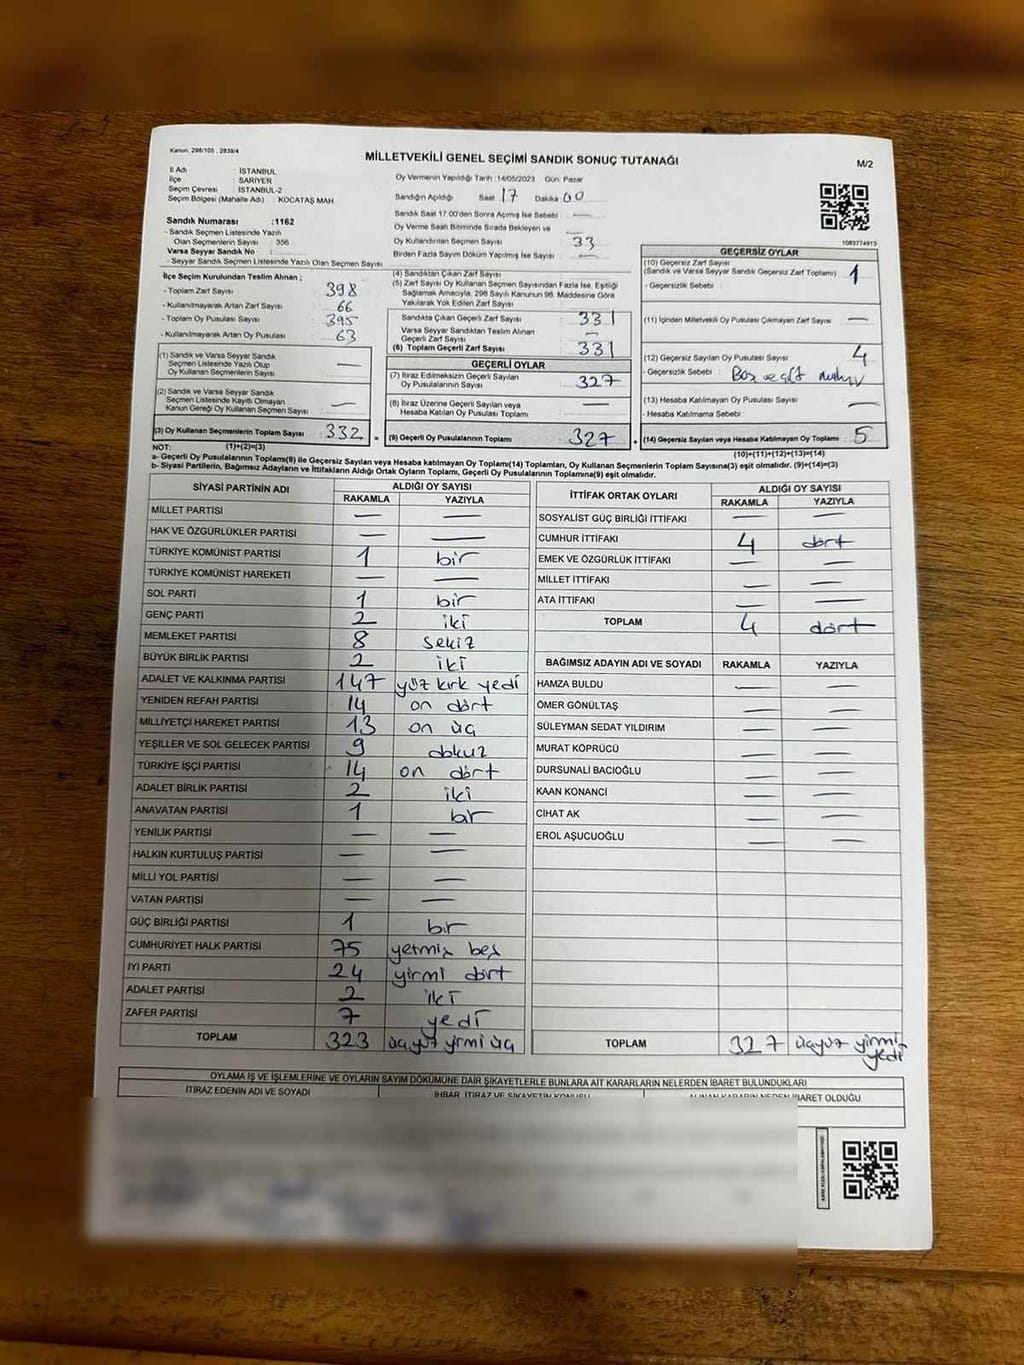 Kanun: 298/105 , 2839/4
MİLLETVEKİLİ GENEL SEÇİMİ SANDIK SONUÇ TUTANAĞI
M/2
İl Adı : İSTANBUL
İlçe : SARIYER
Seçim Çevresi : İSTANBUL-2
Seçim Bölgesi (Mahalle Adı) : KOCATAŞ MAH.
Sandık Numarası :1162
- Sandık Seçmen Listesinde Yazılı
Olan Seçmenlerin Sayısı : 356
Varsa Seyyar Sandık No :
- Seyyar Sandık Seçmen Listesinde Yazılı Olan Seçmen Sayısı :
Oy Vermenin Yapıldığı Tarih :14/05/2023 Gün: Pazar
Sandığın Açıldığı Saat 17 Dakika 00
Sandık Saat 17.00'den Sonra Açmış İse Sebebi : —
Oy Verme Saati Bitiminde Sırada Bekleyen ve
Oy Kullandırılan Seçmen Sayısı : 33
Birden Fazla Sayım Döküm Yapılmış İse Sayısı : —
1083774913
İlçe Seçim Kurulundan Teslim Alınan ;
- Toplam Zarf Sayısı : 398
- Kullanılmayarak Artan Zarf Sayısı : 66
- Toplam Oy Pusulası Sayısı : 395
- Kullanılmayarak Artan Oy Pusulası : 63
(1) Sandık ve Varsa Seyyar Sandık
Seçmen Listesinde Yazılı Olup
Oy Kullanan Seçmenlerin Sayısı : —
(2) Sandık ve Varsa Seyyar Sandık
Seçmen Listesinde Kayıtlı Olmayan
Kanun Gereği Oy Kullanan Seçmen Sayısı : —
(3) Oy Kullanan Seçmenlerin Toplam Sayısı : 332
(4) Sandıktan Çıkan Zarf Sayısı
(5) Zarf Sayısı Oy Kullanan Seçmen Sayısından Fazla İse, Eşitliği
Sağlamak Amacıyla, 298 Sayılı Kanunun 98. Maddesine Göre
Yakılarak Yok Edilen Zarf Sayısı
Sandıkta Çıkan Geçerli Zarf Sayısı : 331
Varsa Seyyar Sandıktan Teslim Alınan
Geçerli Zarf Sayısı : —
(6) Toplam Geçerli Zarf Sayısı : 331
GEÇERLİ OYLAR
(7) İtiraz Edilmeksizin Geçerli Sayılan
Oy Pusulalarının Sayısı : 327
(8) İtiraz Üzerine Geçerli Sayılan veya
Hesaba Katılan Oy Pusulası Toplamı : —
(9) Geçerli Oy Pusulalarının Toplamı : 327
GEÇERSİZ OYLAR
(10) Geçersiz Zarf Sayısı
(Sandık ve Varsa Seyyar Sandık Geçersiz Zarf Toplamı) : 1
- Geçersizlik Sebebi :
(11) İçinden Milletvekili Oy Pusulası Çıkmayan Zarf Sayısı : —
(12) Geçersiz Sayılan Oy Pusulası Sayısı : 4
- Geçersizlik Sebebi : Boş ve çift mühür
(13) Hesaba Katılmayan Oy Pusulası Sayısı : —
- Hesaba Katılmama Sebebi :
(14) Geçersiz Sayılan veya Hesaba Katılmayan Oy Toplamı : 5
NOT: (1)+(2)=(3)
(10)+(11)+(12)+(13)=(14)
a- Geçerli Oy Pusulalarının Toplamı(9) ile Geçersiz Sayılan veya Hesaba katılmayan Oy Toplamı(14) Toplamları, Oy Kullanan Seçmenlerin Toplam Sayısına(3) eşit olmalıdır. (9)+(14)=(3)
b- Siyasi Partilerin, Bağımsız Adayların ve İttifakların Aldığı Ortak Oyların Toplamı, Geçerli Oy Pusulalarının Toplamına(9) eşit olmalıdır.
SİYASİ PARTİNİN ADI ALDIĞI OY SAYISI
RAKAMLA YAZIYLA
MİLLET PARTİSİ — —
HAK VE ÖZGÜRLÜKLER PARTİSİ — —
TÜRKİYE KOMÜNİST PARTİSİ 1 bir
TÜRKİYE KOMÜNİST HAREKETİ — —
SOL PARTİ 1 bir
GENÇ PARTİ 2 iki
MEMLEKET PARTİSİ 8 sekiz
BÜYÜK BİRLİK PARTİSİ 2 iki
ADALET VE KALKINMA PARTİSİ 147 yüz kırk yedi
YENİDEN REFAH PARTİSİ 14 on dört
MİLLİYETÇİ HAREKET PARTİSİ 13 on üç
YEŞİLLER VE SOL GELECEK PARTİSİ 9 dokuz
TÜRKİYE İŞÇİ PARTİSİ 14 on dört
ADALET BİRLİK PARTİSİ 2 iki
ANAVATAN PARTİSİ 1 bir
YENİLİK PARTİSİ — —
HALKIN KURTULUŞ PARTİSİ — —
MİLLİ YOL PARTİSİ — —
VATAN PARTİSİ — —
GÜÇ BİRLİĞİ PARTİSİ 1 bir
CUMHURİYET HALK PARTİSİ 75 yetmiş beş
İYİ PARTİ 24 yirmi dört
ADALET PARTİSİ 2 iki
ZAFER PARTİSİ 7 yedi
TOPLAM 323 üçyüz yirmi üç
İTTİFAK ORTAK OYLARI ALDIĞI OY SAYISI
RAKAMLA YAZIYLA
SOSYALİST GÜÇ BİRLİĞİ İTTİFAKI — —
CUMHUR İTTİFAKI 4 dört
EMEK VE ÖZGÜRLÜK İTTİFAKI — —
MİLLET İTTİFAKI — —
ATA İTTİFAKI — —
TOPLAM 4 dört
BAĞIMSIZ ADAYIN ADI VE SOYADI RAKAMLA YAZIYLA
HAMZA BULDU — —
ÖMER GÖNÜLTAŞ — —
SÜLEYMAN SEDAT YILDIRIM — —
MURAT KÖPRÜCÜ — —
DURSUNALİ BACIOĞLU — —
KAAN KONANCI — —
CİHAT AK — —
EROL AŞUCUOĞLU — —
TOPLAM 327 üçyüz yirmi yedi
OYLAMA İŞ VE İŞLEMLERİNE VE OYLARIN SAYIM DÖKÜMÜNE DAİR ŞİKAYETLERLE BUNLARA AİT KARARLARIN NELERDEN İBARET BULUNDUKLARI
İTİRAZ EDENİN ADI VE SOYADI
İHBAR, İTİRAZ VE ŞİKAYETİN KONUSU
ALINAN KARARIN NEDEN İBARET OLDUĞU